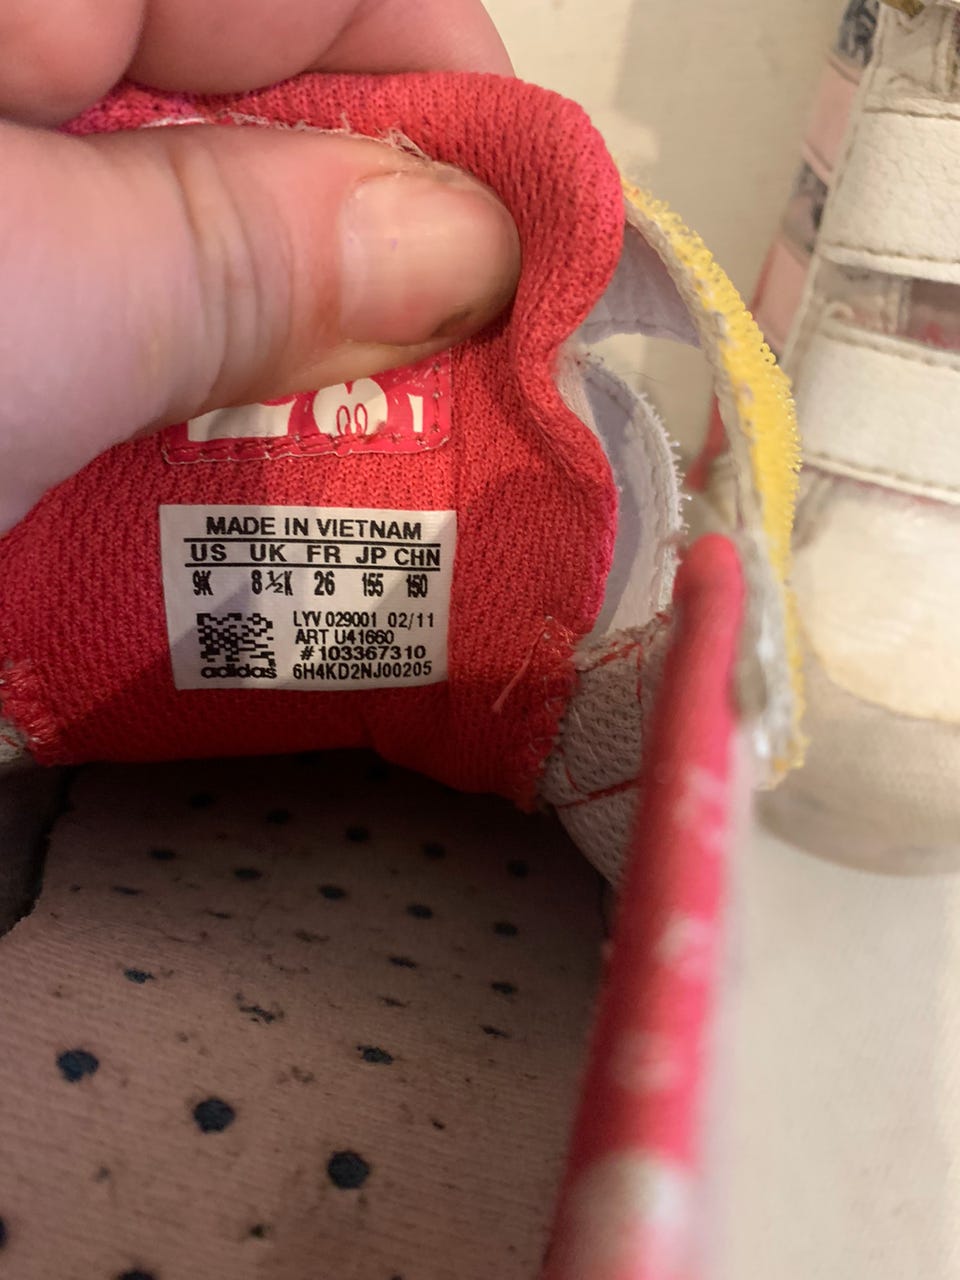 MADE IN VIETNAM
US UK FR JP CHN
9K 8½K 26 155 150
LYV 029001 02/11
ART U41660
# 103367310
adidas 6H4KD2NJ00205